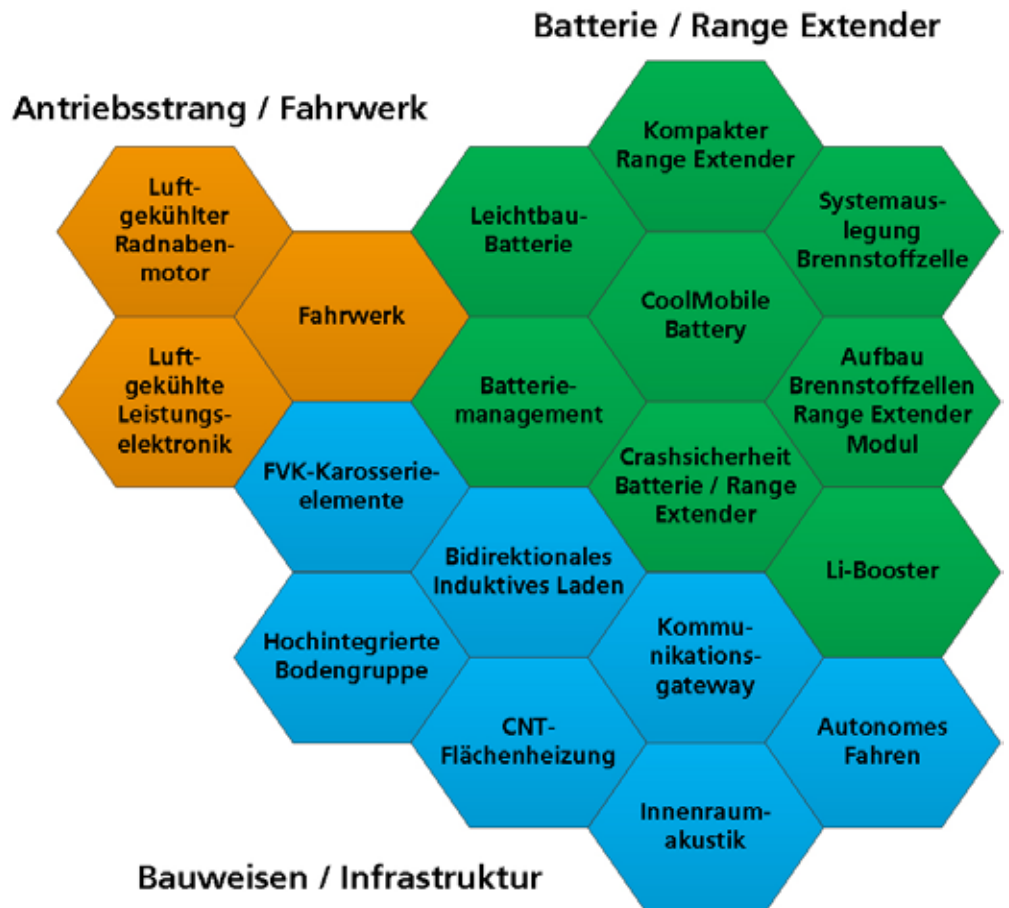 Batterie / Range Extender
Antriebsstrang / Fahrwerk
Kompakter
Range Extender
Luft-
gekühlter
Radnaben-
motor
Leichtbau-
Batterie
Systemaus-
legung
Brennstoffzelle
Fahrwerk
CoolMobile
Battery
Luft-
gekühlte
Leistungs-
elektronik
Batterie-
management
Aufbau
Brennstoffzellen
Range Extender
Modul
FVK-Karosserie-
elemente
Crashsicherheit
Batterie / Range
Extender
Bidirektionales
Induktives Laden
Li-Booster
Hochintegrierte
Bodengruppe
Kommu-
nikations-
gateway
CNT-
Flächenheizung
Autonomes
Fahren
Innenraum-
akustik
Bauweisen / Infrastruktur